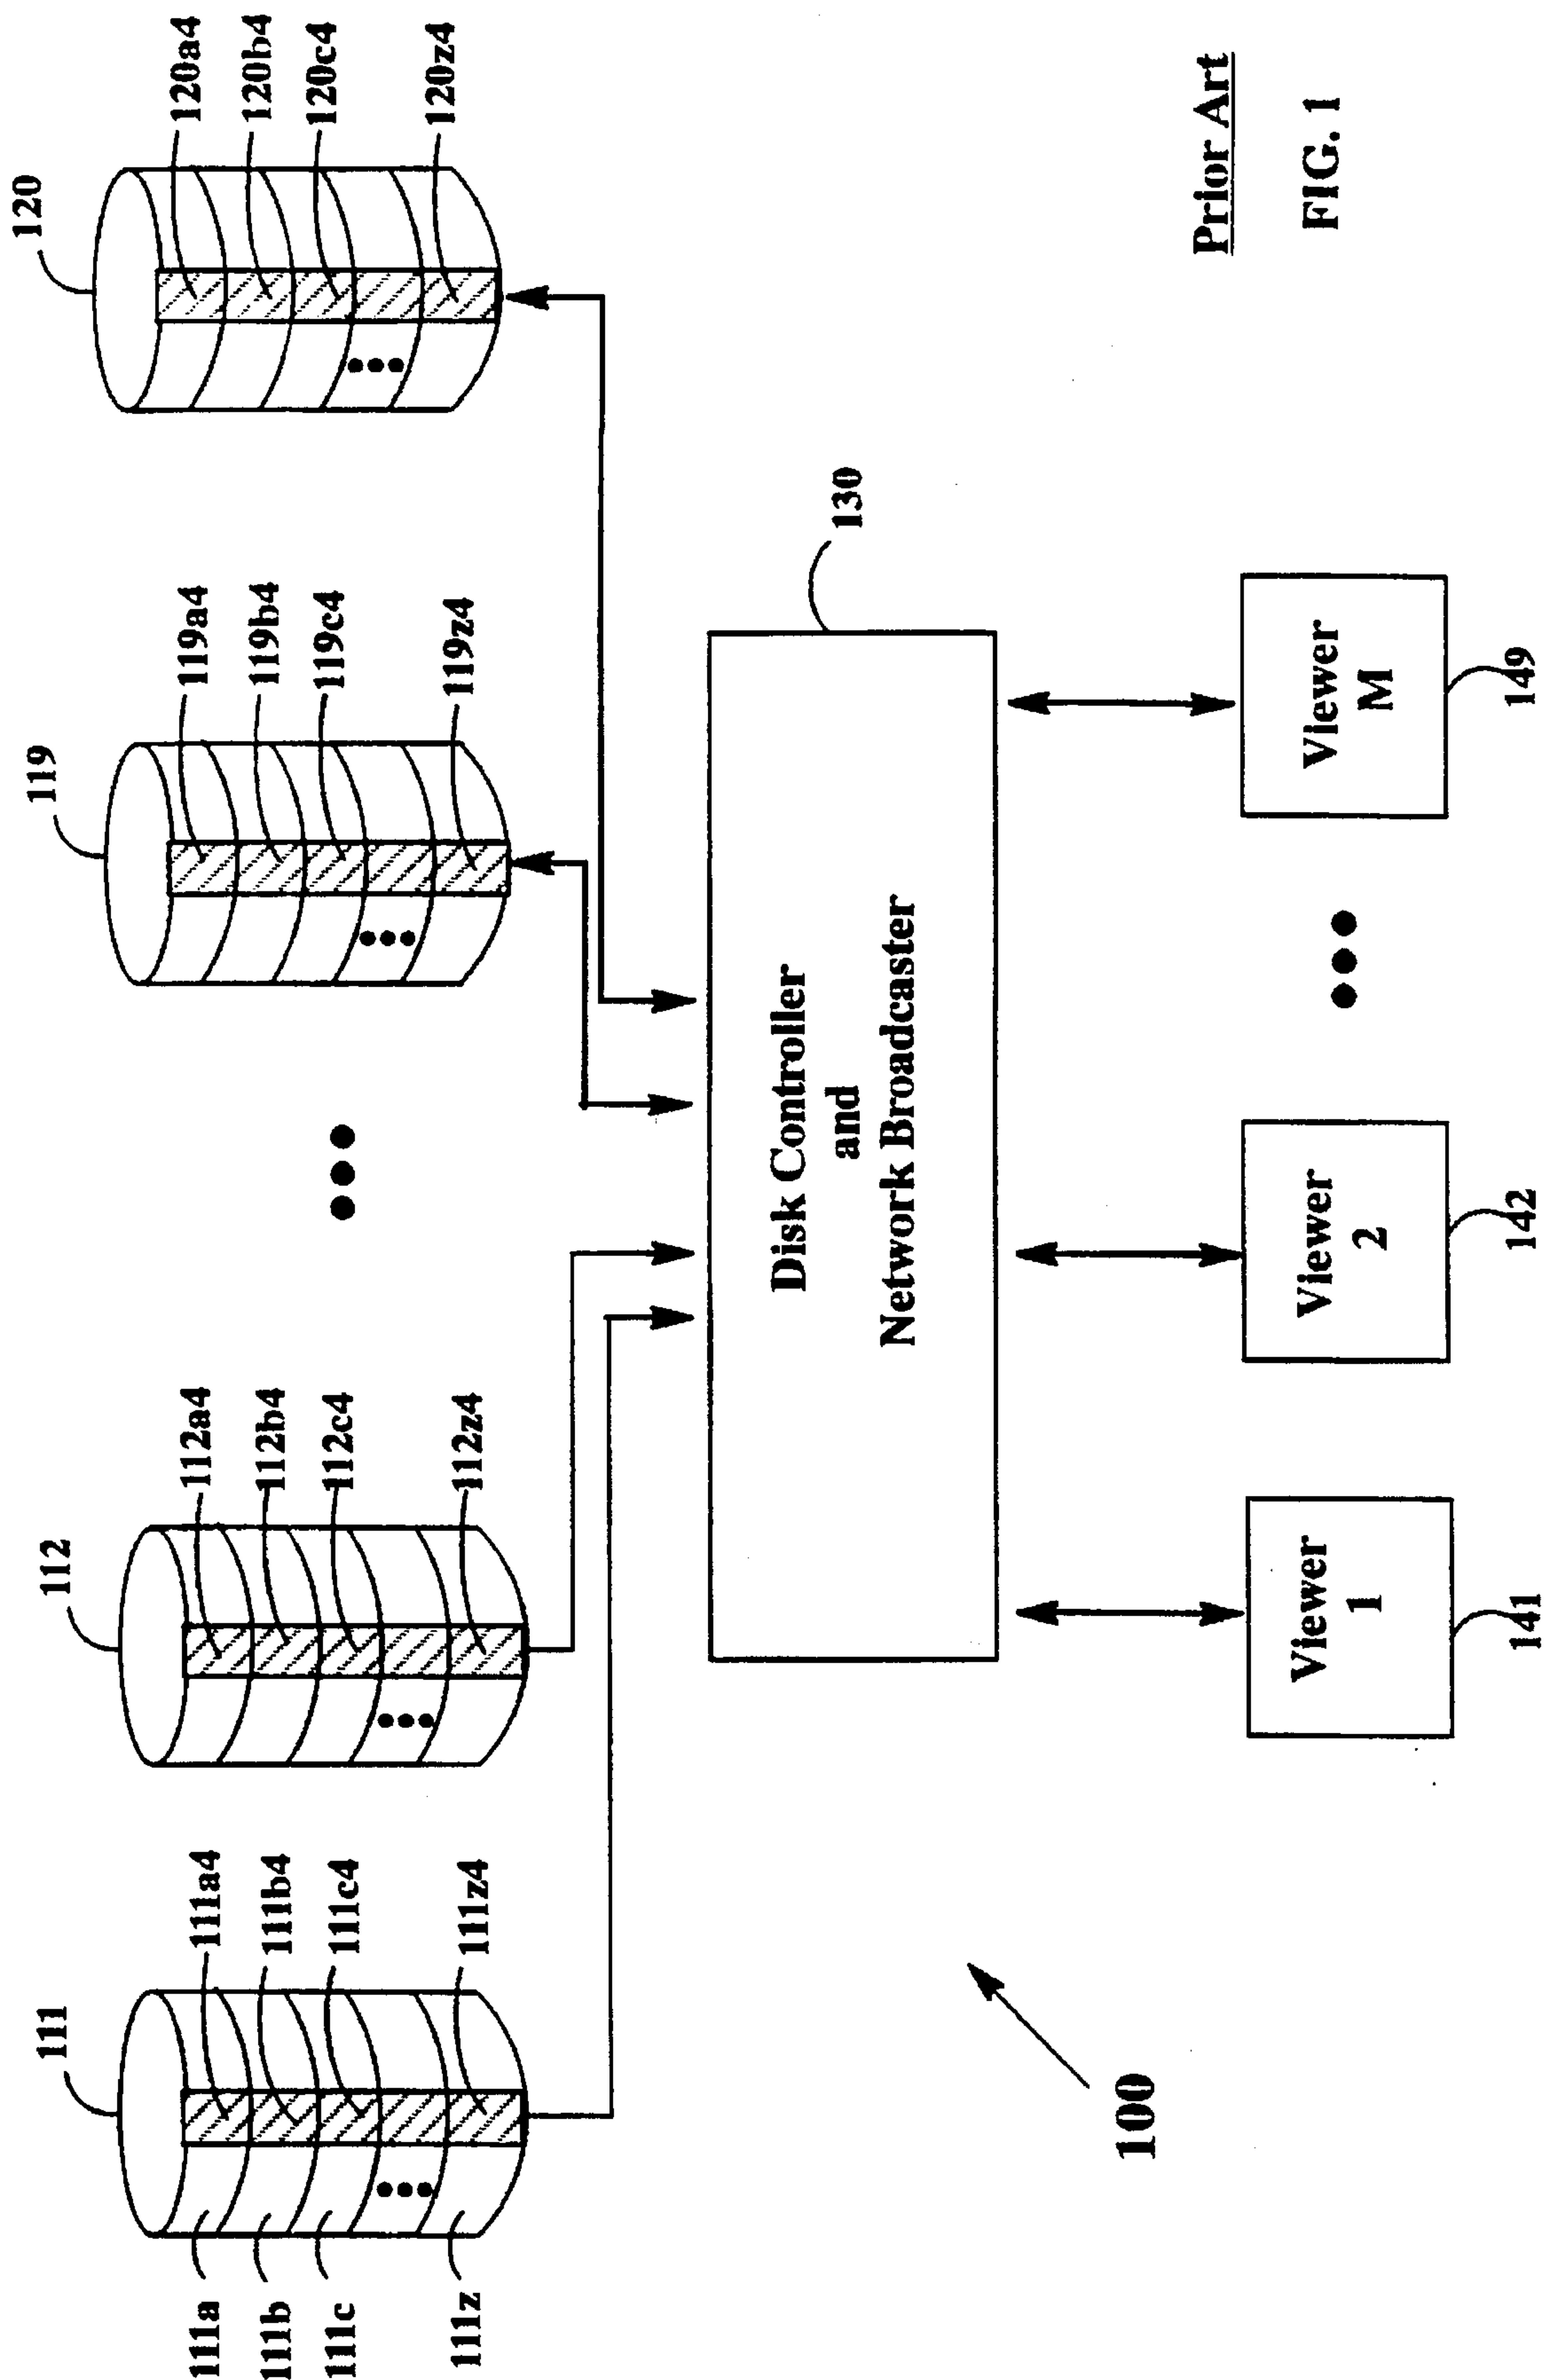 111
112
119
120
111a
111b
111c
111z
111a4
111b4
111c4
111z4
112a4
112b4
112c4
112z4
119a4
119b4
119c4
119z4
120a4
120b4
120c4
120z4
130
Disk Controller
and
Network Broadcaster
100
Viewer
1
141
Viewer
2
142
Viewer
M
149
Prior Art
FIG. 1